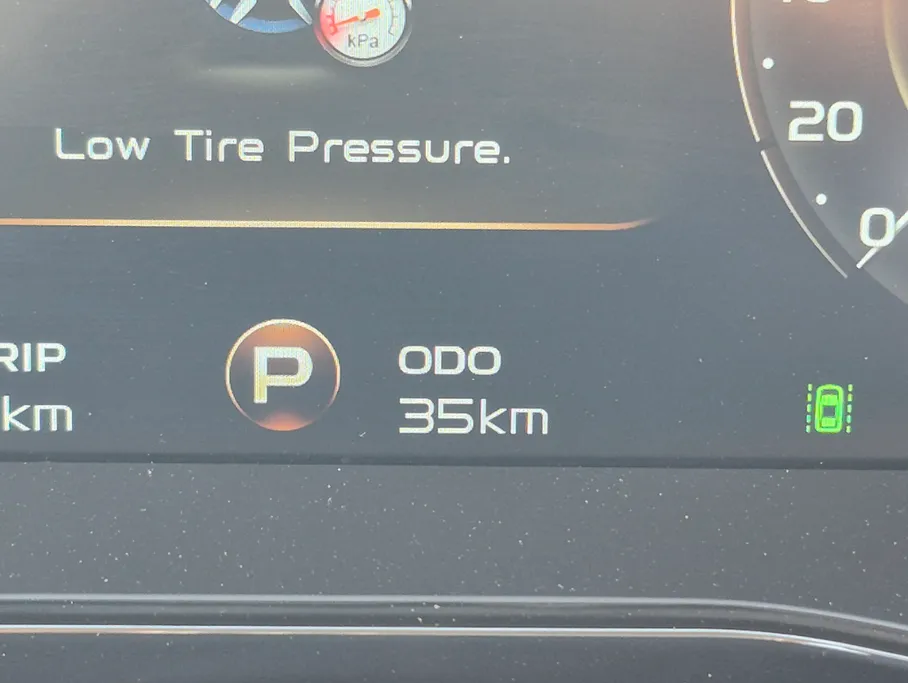 kPa
Low Tire Pressure.
20
0
RIP
km
P
ODO
35km